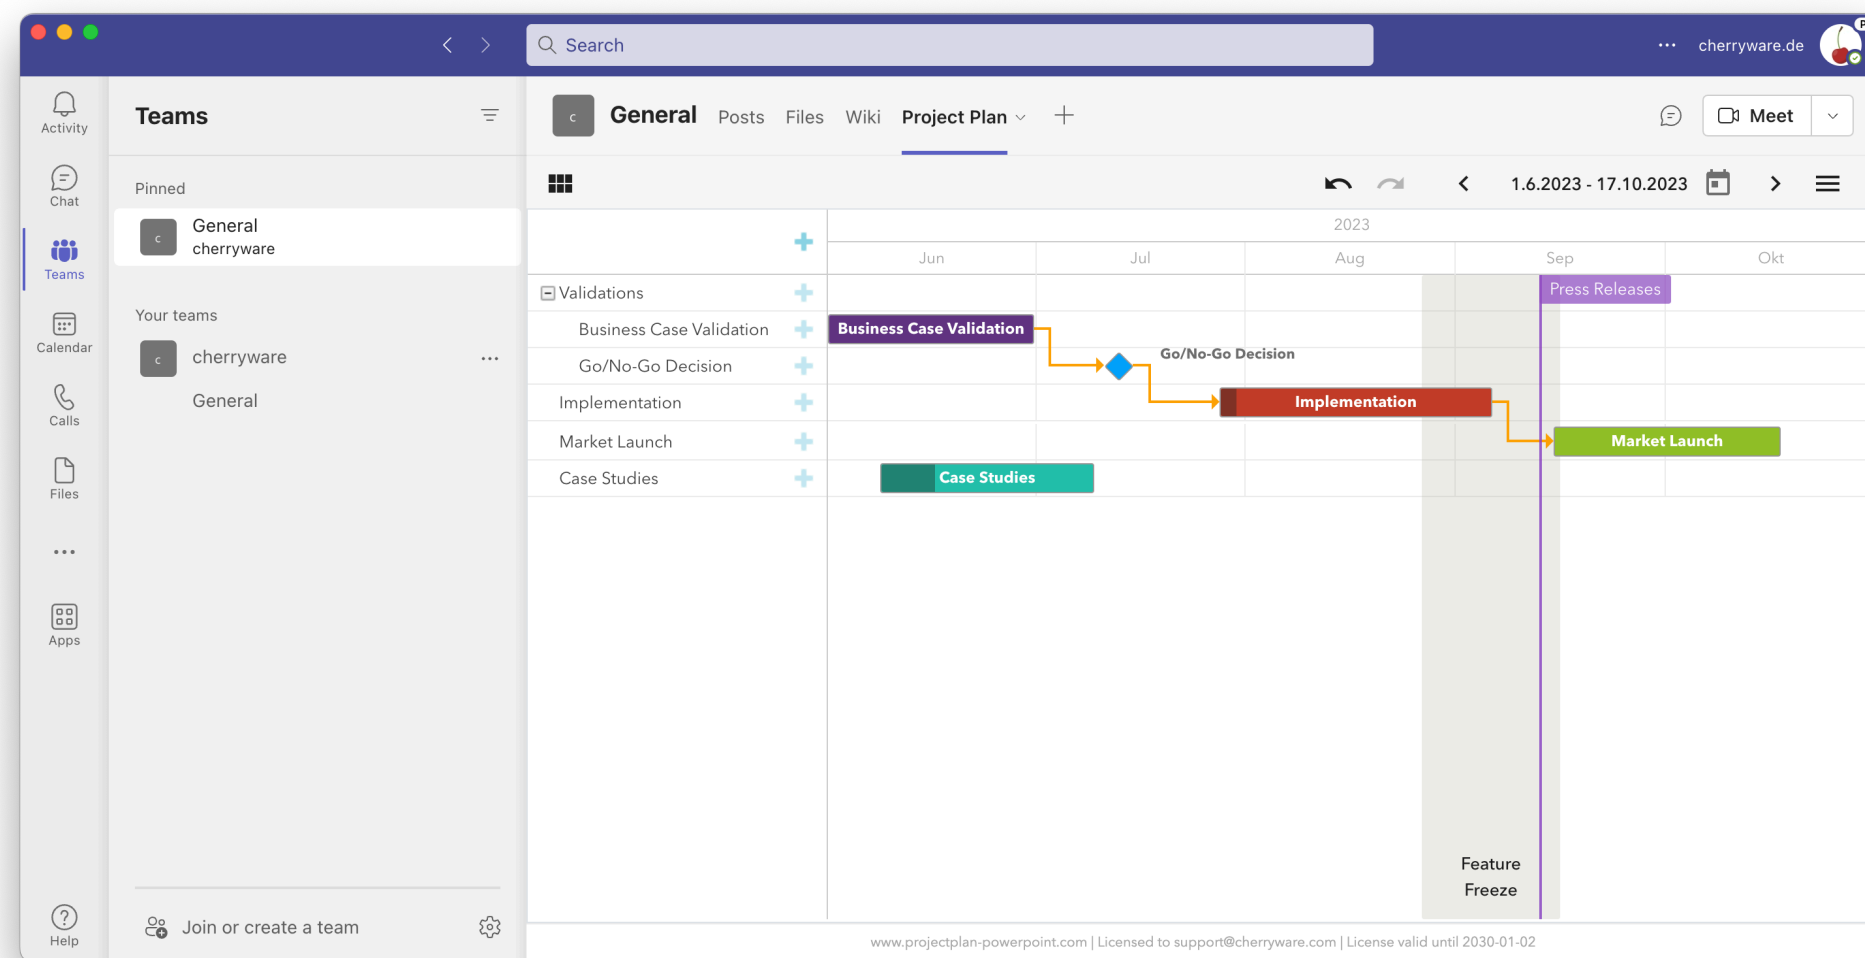 Search
cherryware.de
P
Activity
Chat
Teams
Calendar
Calls
Files
Apps
Help
Teams
Pinned
c
General
cherryware
Your teams
c
cherryware
General
Join or create a team
c
General Posts Files Wiki Project Plan
Meet
1.6.2023 - 17.10.2023
2023
Jun Jul Aug Sep Okt
Press Releases
Validations
Business Case Validation
Business Case Validation
Go/No-Go Decision
Go/No-Go Decision
Implementation
Implementation
Market Launch
Market Launch
Case Studies
Case Studies
Feature
Freeze
www.projectplan-powerpoint.com | Licensed to support@cherryware.com | License valid until 2030-01-02